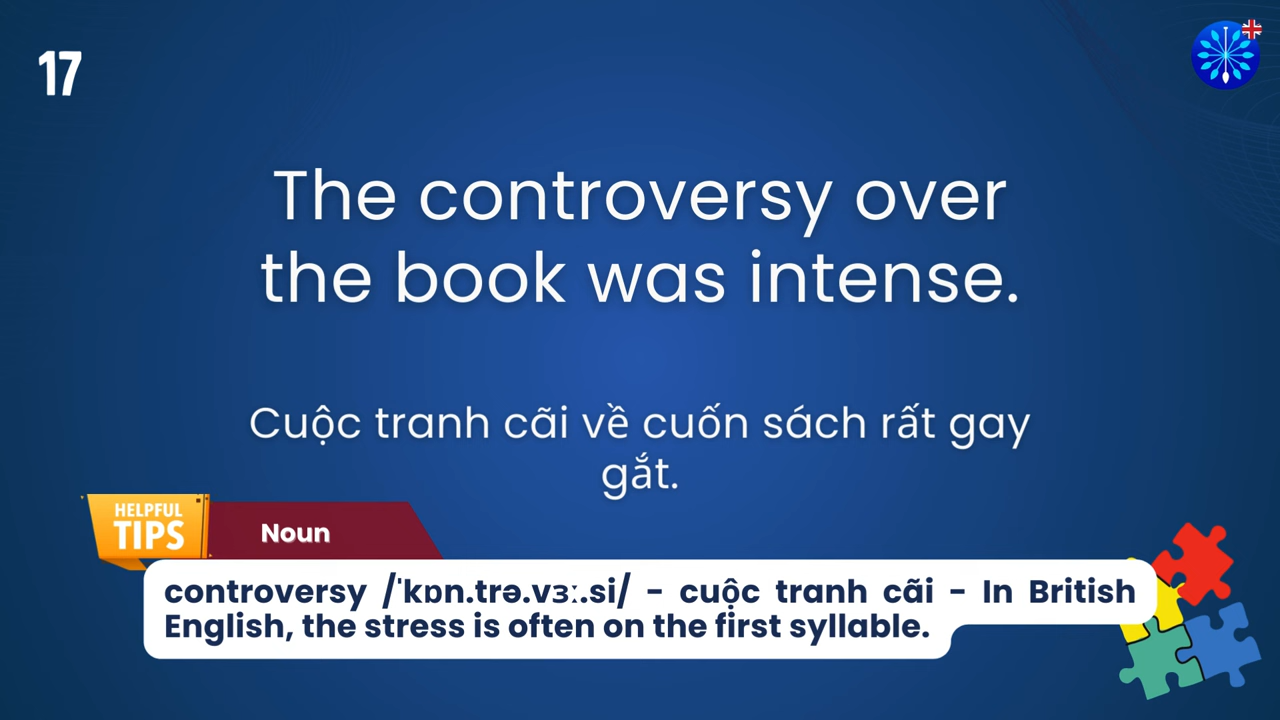 17
The controversy over
the book was intense.
Cuộc tranh cãi về cuốn sách rất gay
gắt.
HELPFUL
TIPS
Noun
controversy /ˈkɒn.trə.vɜː.si/ - cuộc tranh cãi - In British
English, the stress is often on the first syllable.